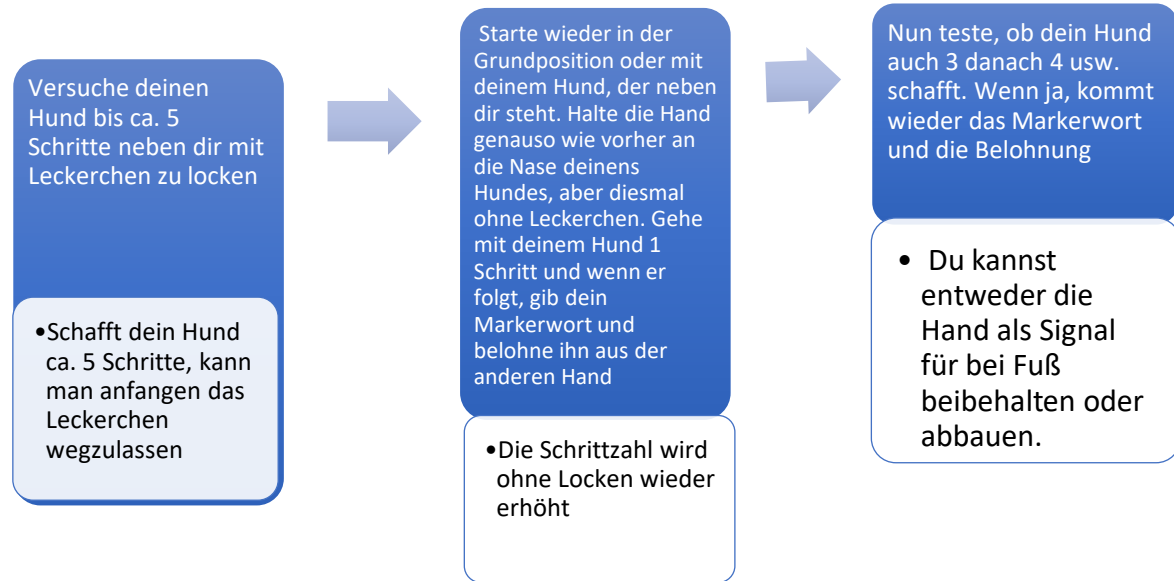 Versuche deinen
Hund bis ca. 5
Schritte neben dir mit
Leckerchen zu locken
•Schafft dein Hund
ca. 5 Schritte, kann
man anfangen das
Leckerchen
wegzulassen
Starte wieder in der
Grundposition oder mit
deinem Hund, der neben
dir steht. Halte die Hand
genauso wie vorher an
die Nase deinens
Hundes, aber diesmal
ohne Leckerchen. Gehe
mit deinem Hund 1
Schritt und wenn er
folgt, gib dein
Markerwort und
belohne ihn aus der
anderen Hand
•Die Schrittzahl wird
ohne Locken wieder
erhöht
Nun teste, ob dein Hund
auch 3 danach 4 usw.
schafft. Wenn ja, kommt
wieder das Markerwort
und die Belohnung
• Du kannst
entweder die
Hand als Signal
für bei Fuß
beibehalten oder
abbauen.